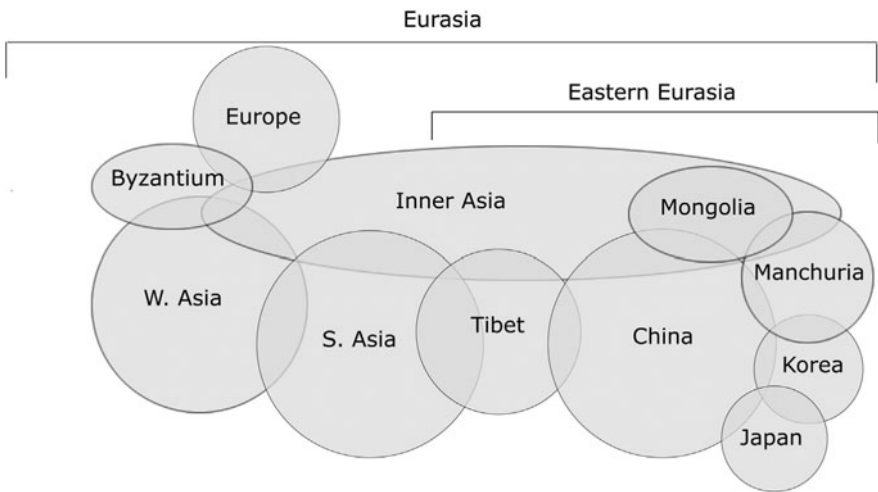 Eurasia
Eastern Eurasia
Europe
Byzantium
Inner Asia
Mongolia
Manchuria
W. Asia
S. Asia
Tibet
China
Korea
Japan